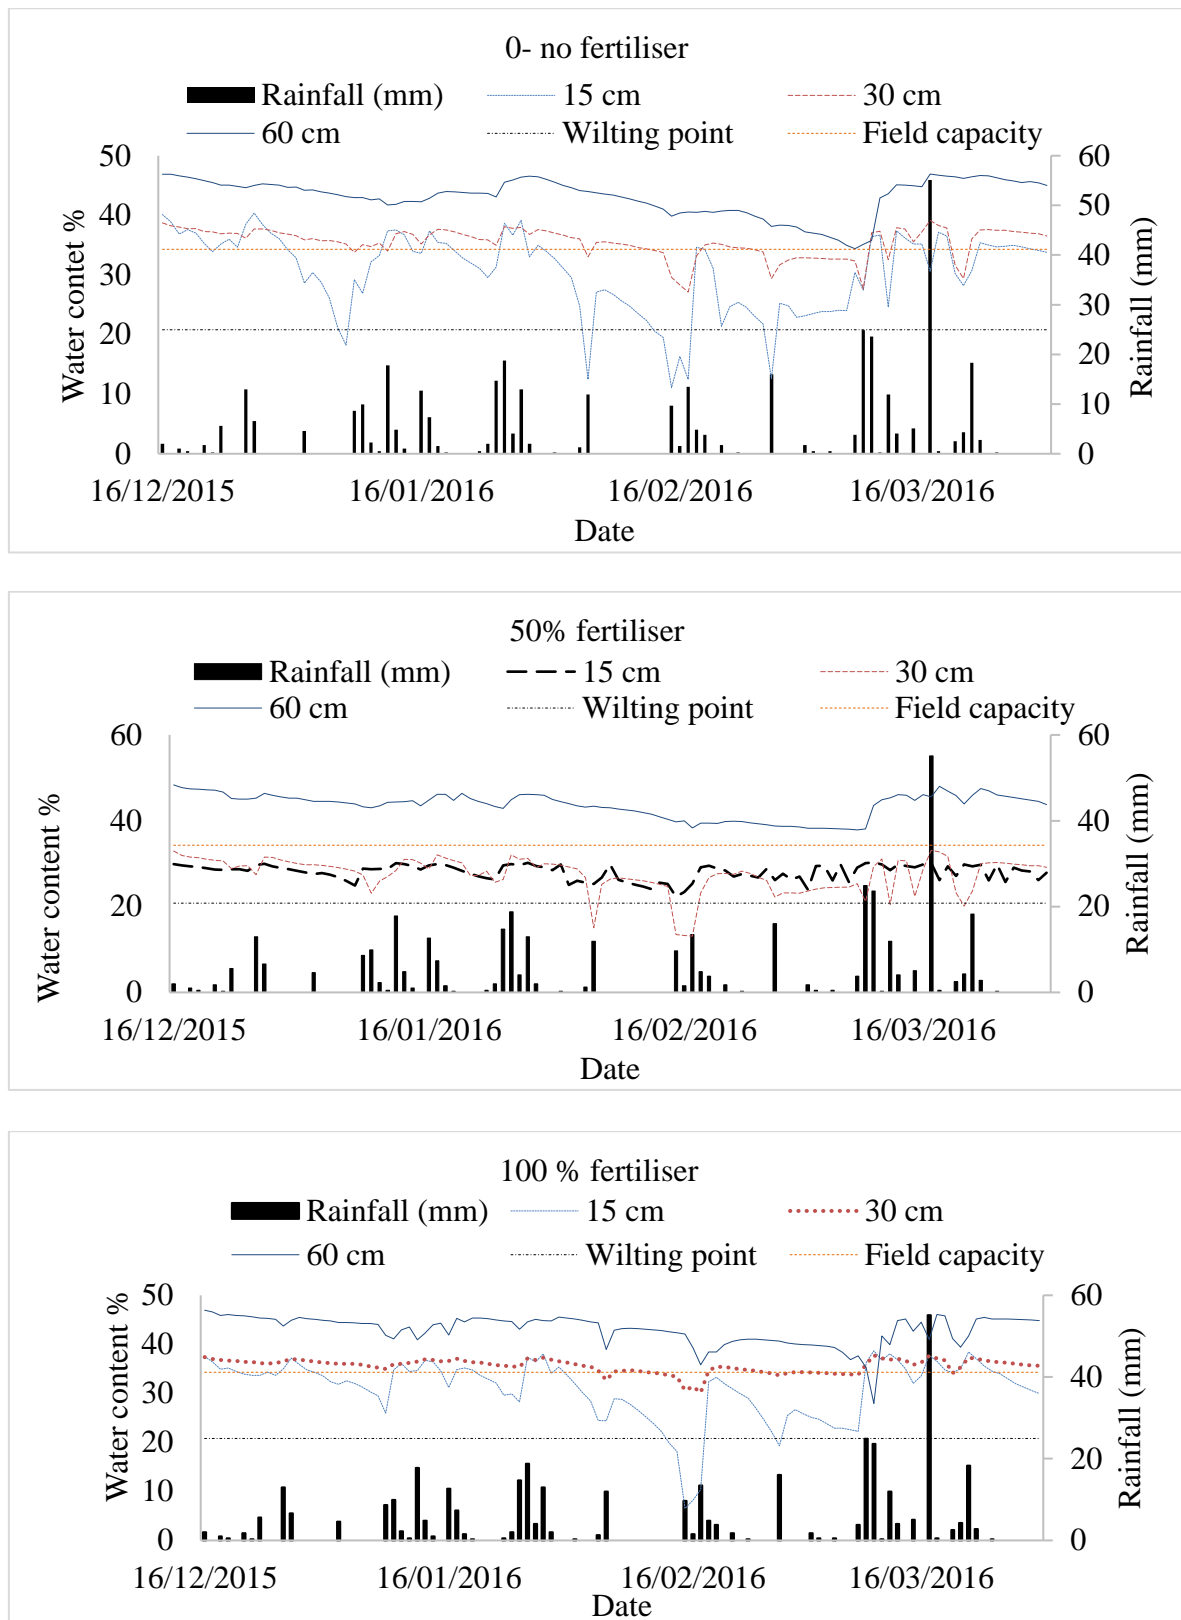 0- no fertiliser
Rainfall (mm) 15 cm 30 cm
60 cm Wilting point Field capacity
50 60
50
40
40
30
30
20
20
10
10
0 0
Water contet %
Rainfall (mm)
16/12/2015 16/01/2016 16/02/2016 16/03/2016
Date
50% fertiliser
Rainfall (mm) 15 cm 30 cm
60 cm Wilting point Field capacity
60 60
40 40
20 20
0 0
Water content %
Rainfall (mm)
16/12/2015 16/01/2016 16/02/2016 16/03/2016
Date
100 % fertiliser
Rainfall (mm) 15 cm 30 cm
60 cm Wilting point Field capacity
50 60
40
40
30
20
20
10
0 0
Water content %
Rainfall (mm)
16/12/2015 16/01/2016 16/02/2016 16/03/2016
Date